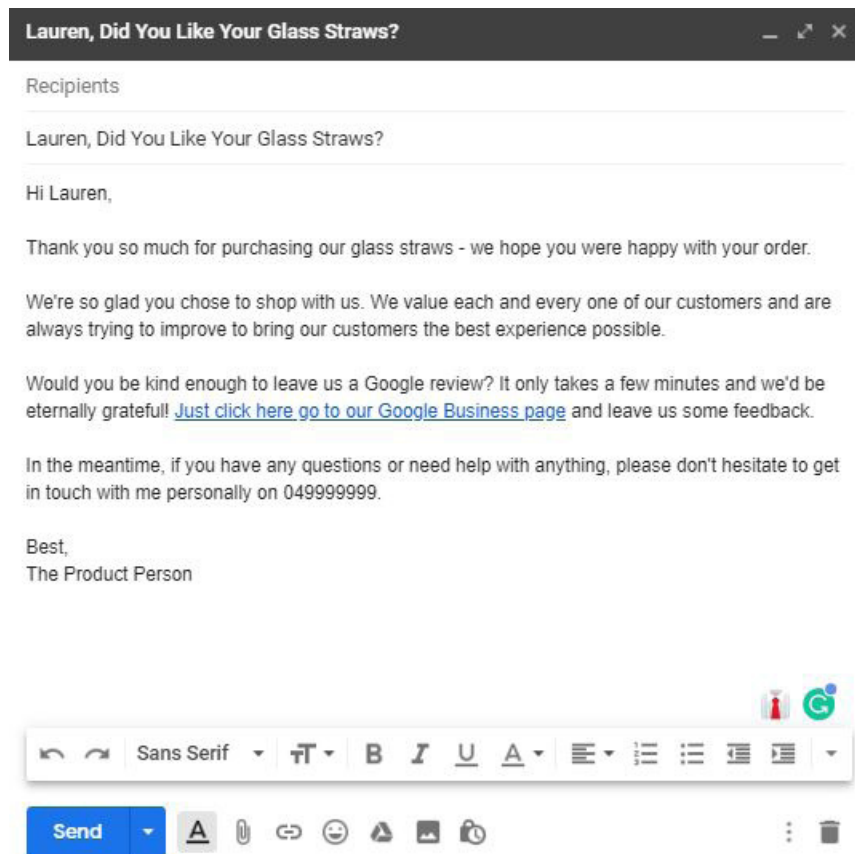 Lauren, Did You Like Your Glass Straws?
Recipients
Lauren, Did You Like Your Glass Straws?
Hi Lauren,
Thank you so much for purchasing our glass straws - we hope you were happy with your order.
We're so glad you chose to shop with us. We value each and every one of our customers and are
always trying to improve to bring our customers the best experience possible.
Would you be kind enough to leave us a Google review? It only takes a few minutes and we'd be
eternally grateful! Just click here go to our Google Business page and leave us some feedback.
In the meantime, if you have any questions or need help with anything, please don't hesitate to get
in touch with me personally on 049999999.
Best,
The Product Person
Sans Serif
Send